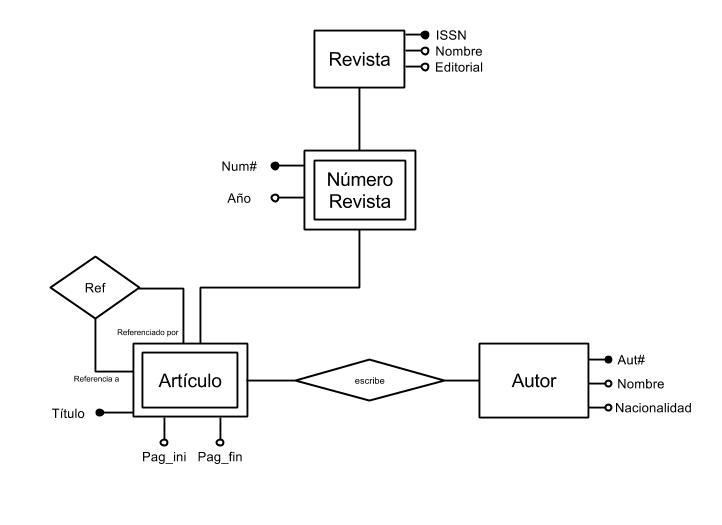 Revista
ISSN
Nombre
Editorial
Num#
Año
Número
Revista
Ref
Referenciado por
Referencia a
Artículo
Título
Pag_ini
Pag_fin
escribe
Autor
Aut#
Nombre
Nacionalidad